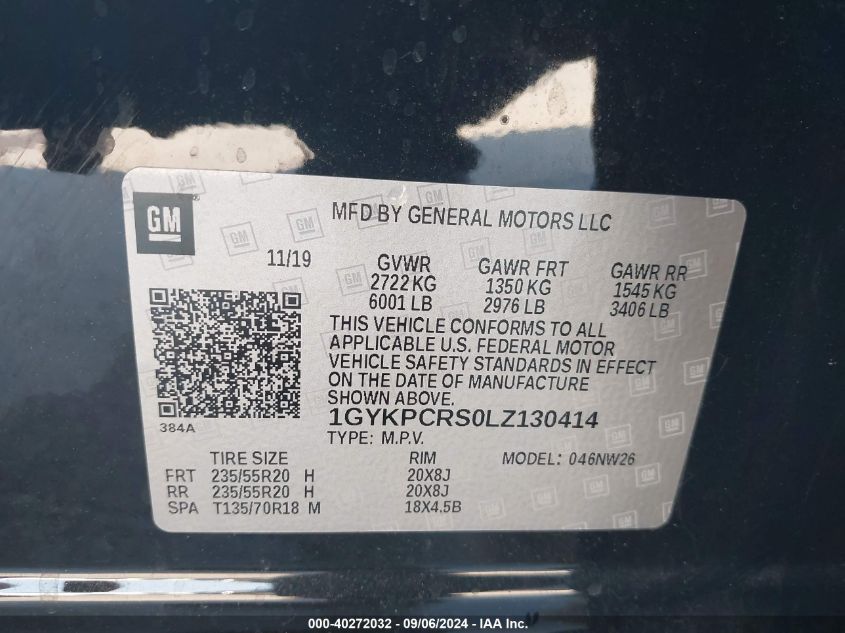 GM
MFD BY GENERAL MOTORS LLC
11/19
GVWR GAWR FRT GAWR RR
2722 KG 1350 KG 1545 KG
6001 LB 2976 LB 3406 LB
THIS VEHICLE CONFORMS TO ALL
APPLICABLE U.S. FEDERAL MOTOR
VEHICLE SAFETY STANDARDS IN EFFECT
ON THE DATE OF MANUFACTURE
SHOWN ABOVE.
384A
1GYKPCRS0LZ130414
TYPE: M.P.V.
TIRE SIZE RIM MODEL: 046NW26
FRT 235/55R20 H 20X8J
RR 235/55R20 H 20X8J
SPA T135/70R18 M 18X4.5B
000-40272032 - 09/06/2024 - IAA Inc.